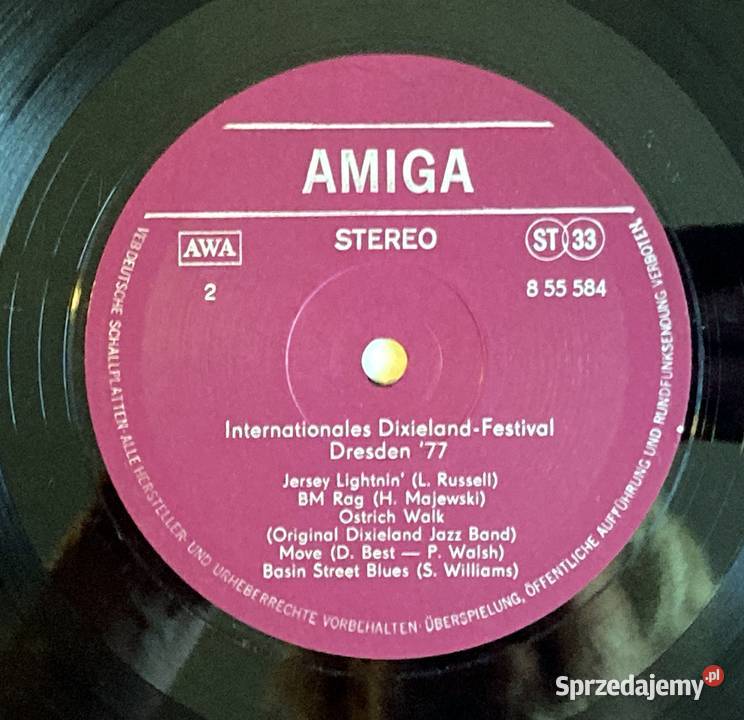 AMIGA
AWA
STEREO
ST 33
2
8 55 584
Internationales Dixieland-Festival
Dresden '77
Jersey Lightnin' (L. Russell)
BM Rag (H. Majewski)
Ostrich Walk
(Original Dixieland Jazz Band)
Move (D. Best — P. Walsh)
Basin Street Blues (S. Williams)
VEB DEUTSCHE SCHALLPLATTEN · ALLE HERSTELLER- UND URHEBERRECHTE VORBEHALTEN · ÜBERSPIELUNG, ÖFFENTLICHE AUFFÜHRUNG UND RUNDFUNKSENDUNG VERBOTEN
Sprzedajemy.pl